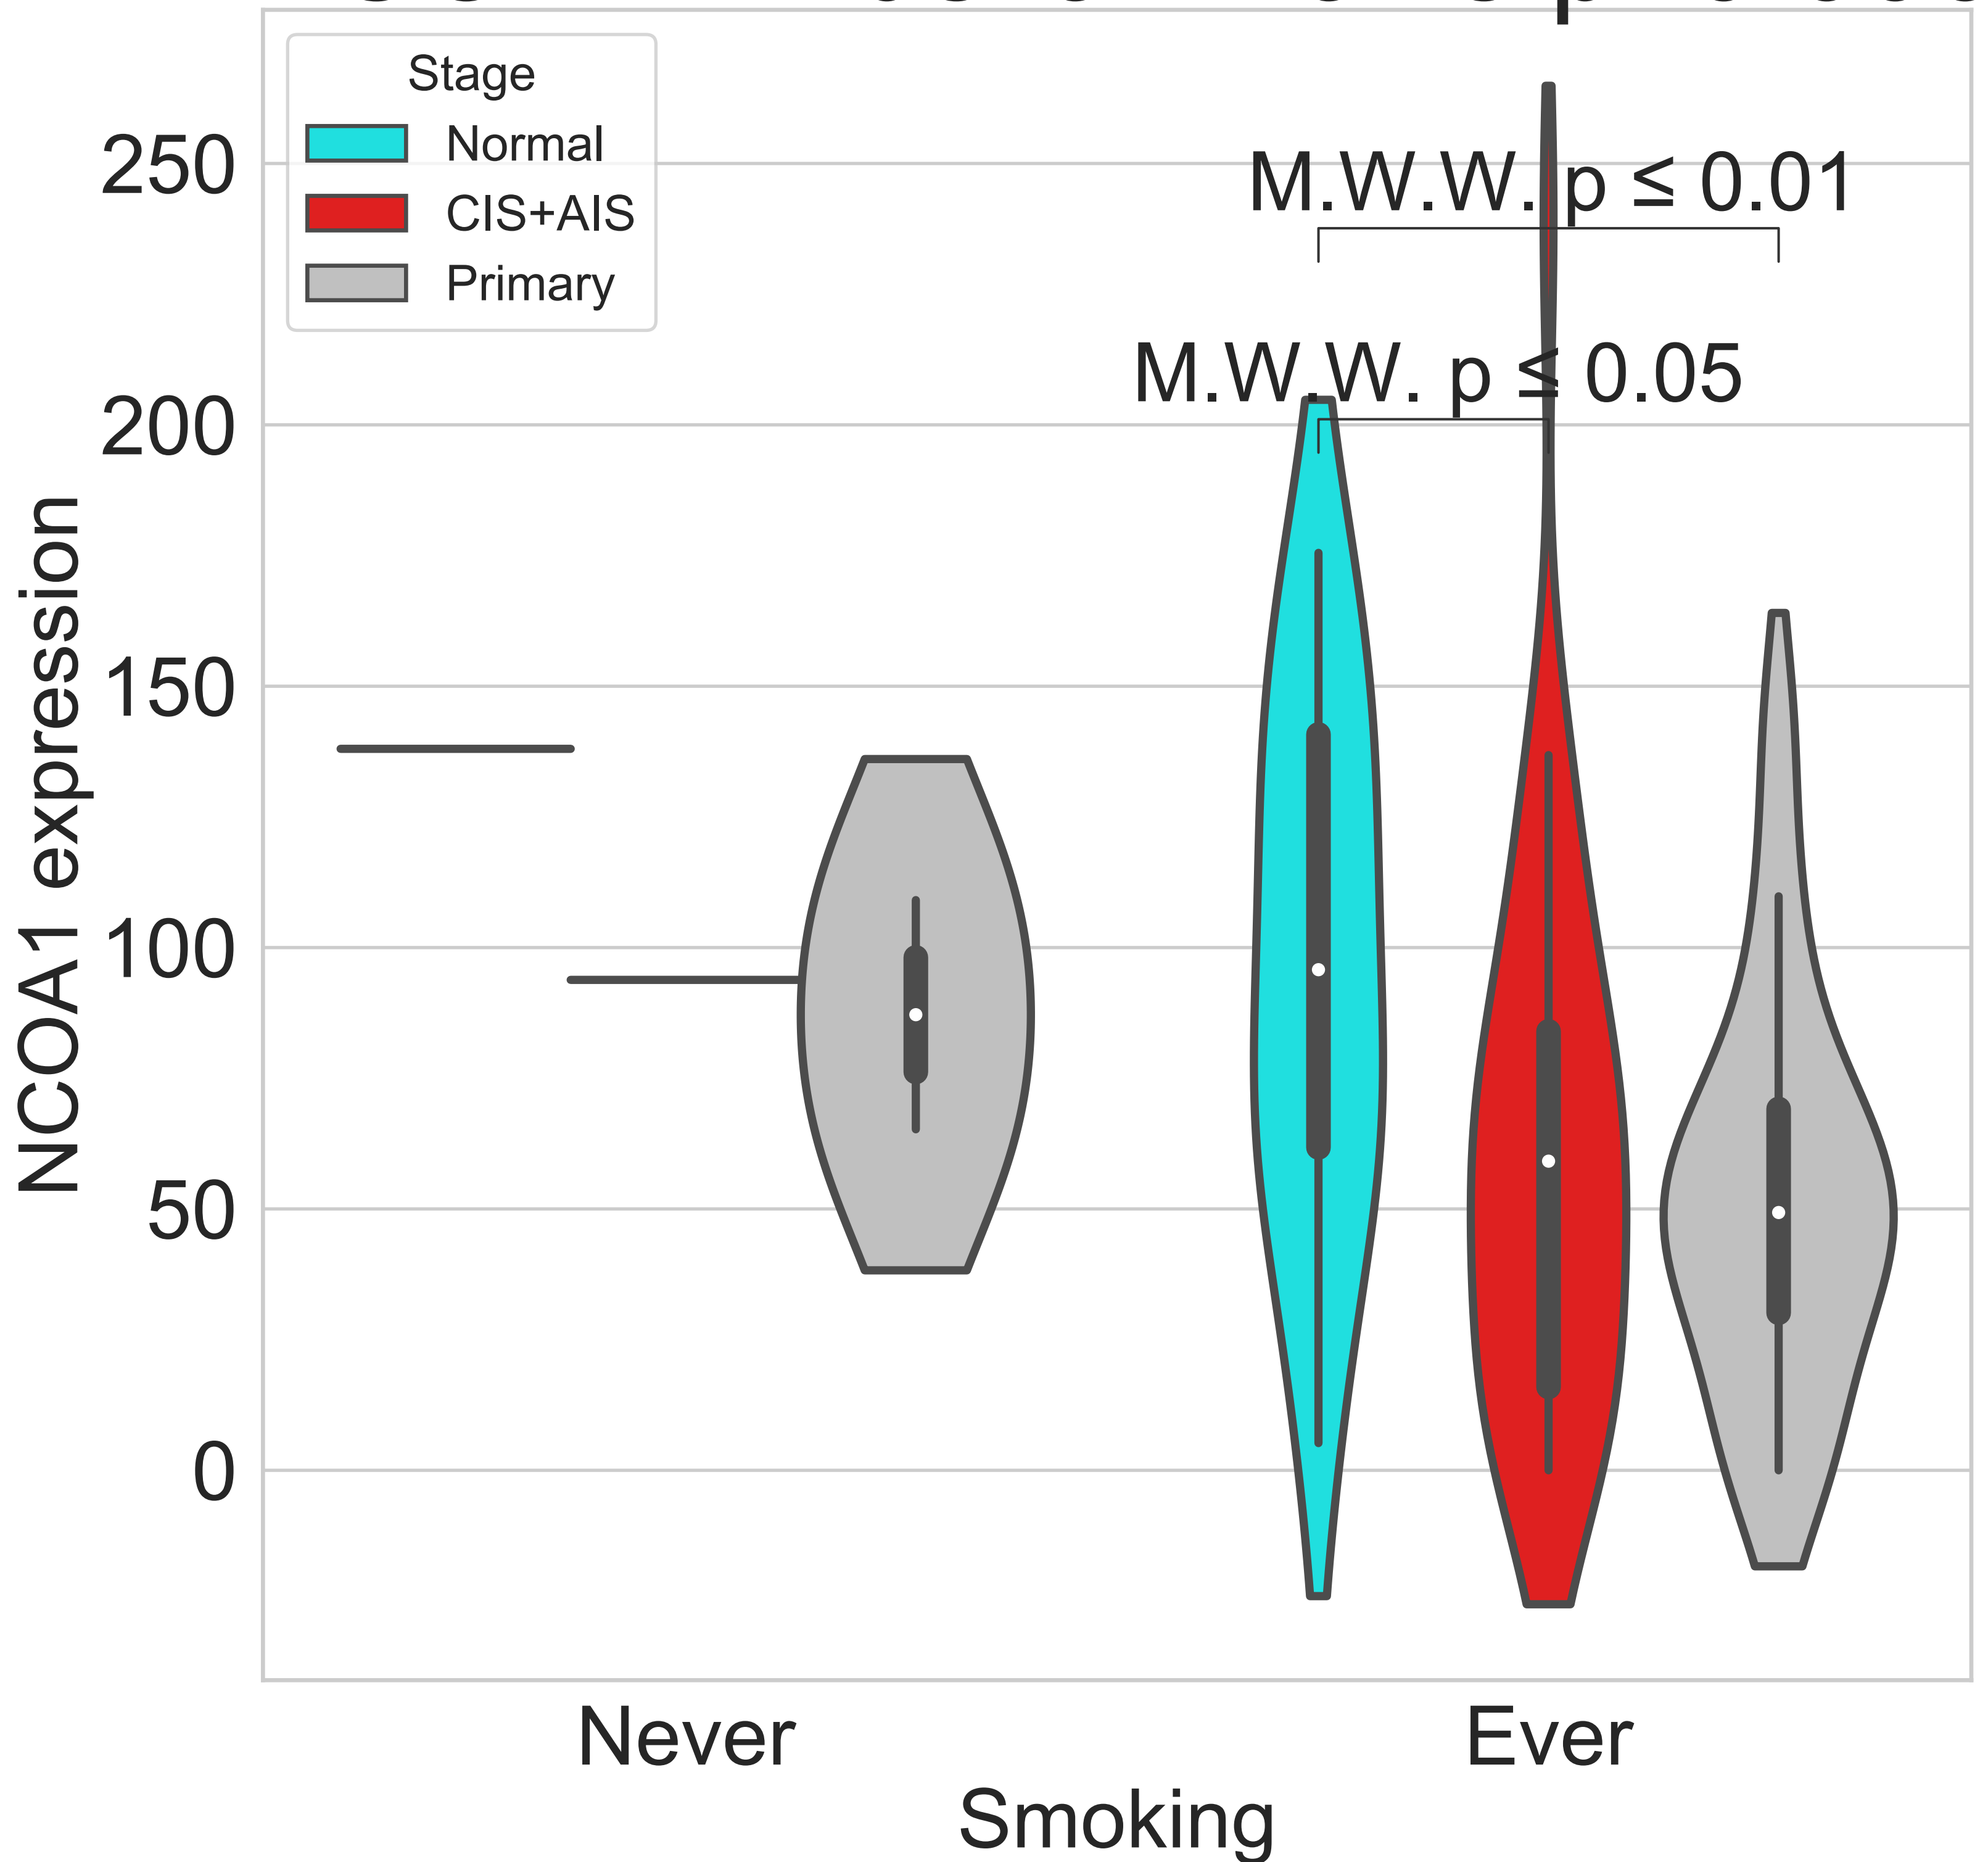 Stage
Normal
CIS+AIS
Primary
M.W.W. p ≤ 0.01
M.W.W. p ≤ 0.05
250
200
150
100
50
0
NCOA1 expression
Never
Ever
Smoking